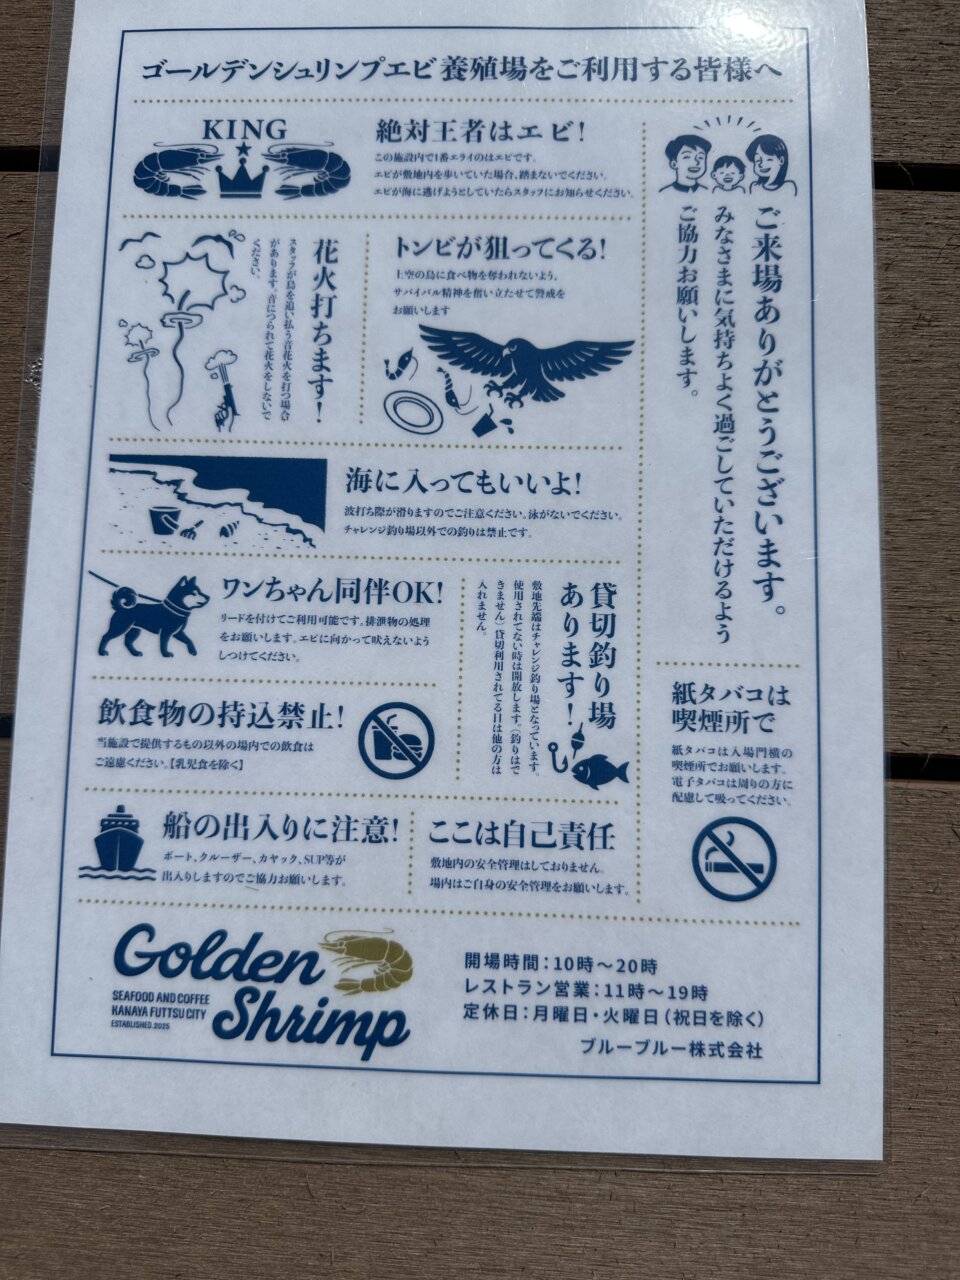 ゴールデンシュリンプエビ養殖場をご利用する皆様へ
KING
絶対王者はエビ!
この施設内で1番エライのはエビです。
エビが敷地内を歩いていた場合、踏まないでください。
エビが海に逃げようとしていたらスタッフにお知らせください。
ご来場ありがとうございます。
みなさまに気持ちよく過ごしていただけるよう
ご協力お願いします。
花火打ちます!
スタッフが鳥を追い払う音花火を打つ場合
があります。音につられて花火をしないで
ください。
トンビが狙ってくる!
上空の鳥に食べ物を奪われないよう、
サバイバル精神を奮い立たせて警戒を
お願いします
海に入ってもいいよ!
波打ち際が滑りますのでご注意ください。泳がないでください。
チャレンジ釣り場以外での釣りは禁止です。
ワンちゃん同伴OK!
リードを付けてご利用可能です。排泄物の処理
をお願いします。エビに向かって吠えないよう
しつけてください。
貸切釣り場
あります!
敷地先端はチャレンジ釣り場となっています。
使用されてない時は開放します。(釣りはで
きません) 貸切利用されてる日は他の方は
入れません。
飲食物の持込禁止!
当施設で提供するもの以外の場内での飲食は
ご遠慮ください。【乳児食を除く】
紙タバコは
喫煙所で
紙タバコは入場門横の
喫煙所でお願いします。
電子タバコは周りの方に
配慮して吸ってください。
船の出入りに注意!
ボート、クルーザー、カヤック、SUP等が
出入りしますのでご協力お願いします。
ここは自己責任
敷地内の安全管理はしておりません。
場内はご自身の安全管理をお願いします。
Golden
Shrimp
SEAFOOD AND COFFEE
KANAYA FUTTSU CITY
ESTABLISHED.2025
開場時間：10時～20時
レストラン営業：11時～19時
定休日：月曜日・火曜日（祝日を除く）
ブルーブルー株式会社